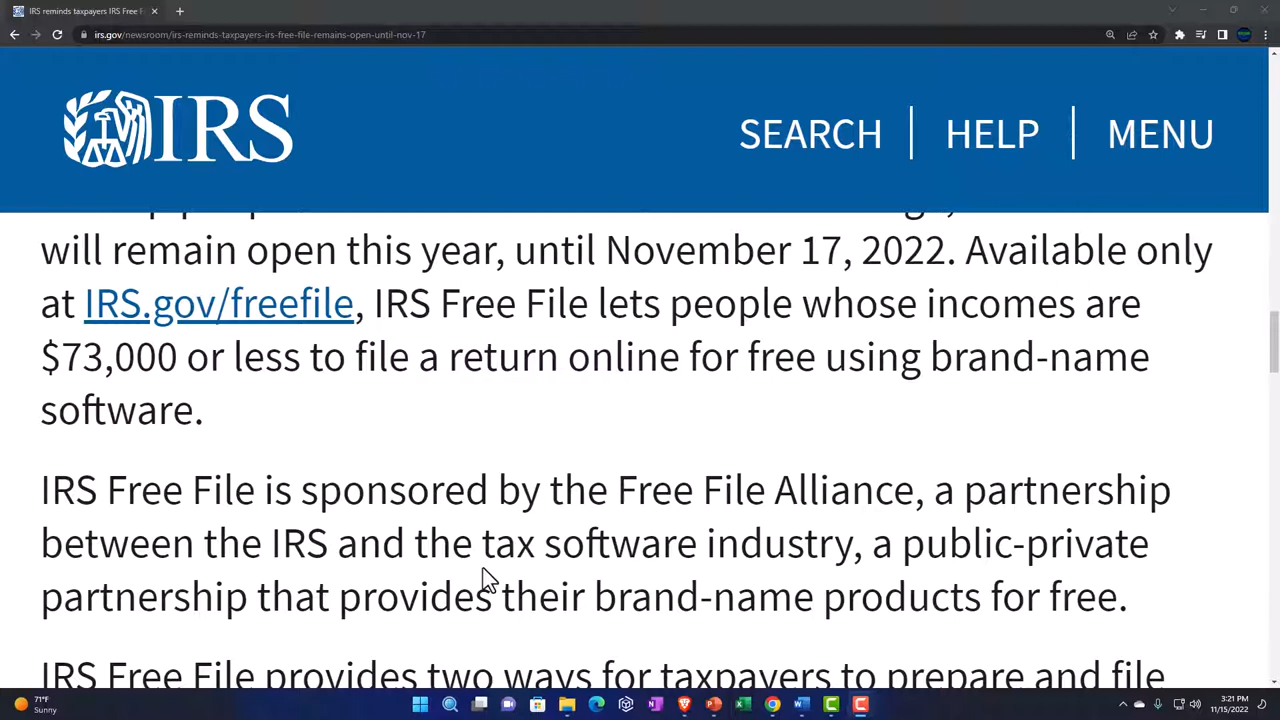 IRS reminds taxpayers IRS Free F
irs.gov/newsroom/irs-reminds-taxpayers-irs-free-file-remains-open-until-nov-17
IRS
SEARCH
HELP
MENU
will remain open this year, until November 17, 2022. Available only
at IRS.gov/freefile, IRS Free File lets people whose incomes are
$73,000 or less to file a return online for free using brand-name
software.
IRS Free File is sponsored by the Free File Alliance, a partnership
between the IRS and the tax software industry, a public-private
partnership that provides their brand-name products for free.
IRS Free File provides two ways for taxpayers to prepare and file
71°F
Sunny
3:21 PM
11/15/2022